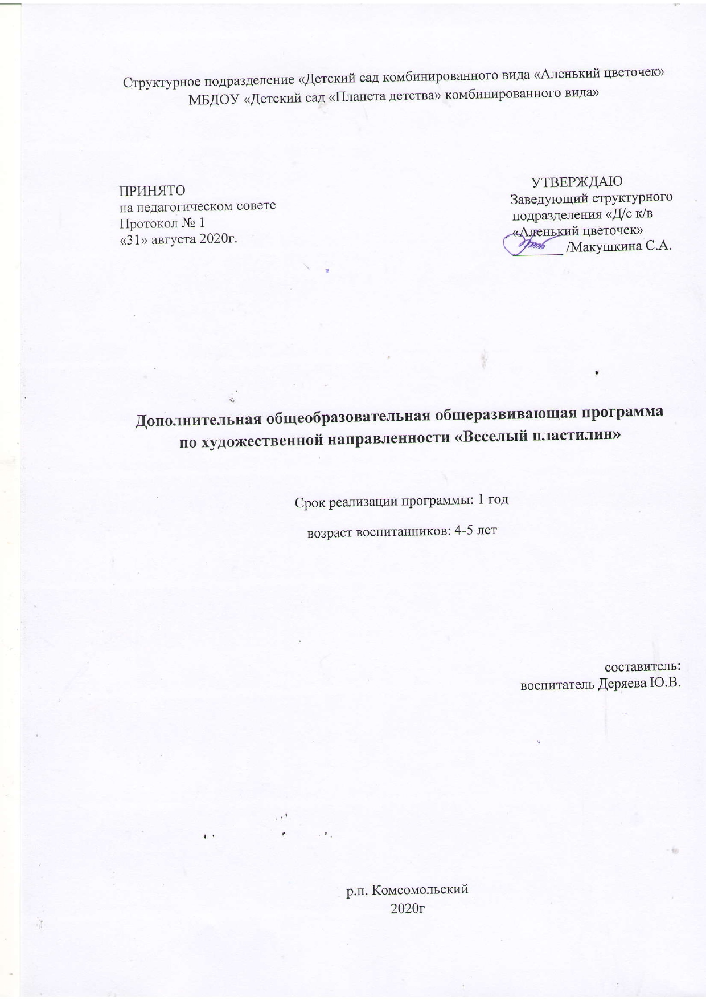 Структурное подразделение «Детский сад комбинированного вида «Аленький цветочек»
МБДОУ «Детский сад «Планета детства» комбинированного вида»
ПРИНЯТО
на педагогическом совете
Протокол № 1
«31» августа 2020г.
УТВЕРЖДАЮ
Заведующий структурного
подразделения «Д/с к/в
«Аленький цветочек»
/Макушкина С.А.
Дополнительная общеобразовательная общеразвивающая программа
по художественной направленности «Веселый пластилин»
Срок реализации программы: 1 год
возраст воспитанников: 4-5 лет
составитель:
воспитатель Деряева Ю.В.
р.п. Комсомольский
2020г